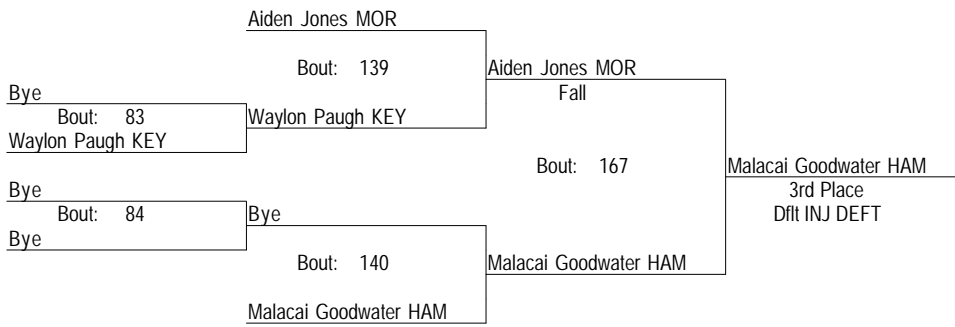 Aiden Jones MOR
Bout: 139
Aiden Jones MOR
Fall
Bye
Bout: 83
Waylon Paugh KEY
Waylon Paugh KEY
Bout: 167
Malacai Goodwater HAM
3rd Place
Dflt INJ DEFT
Bye
Bout: 84
Bye
Bye
Bout: 140
Malacai Goodwater HAM
Malacai Goodwater HAM